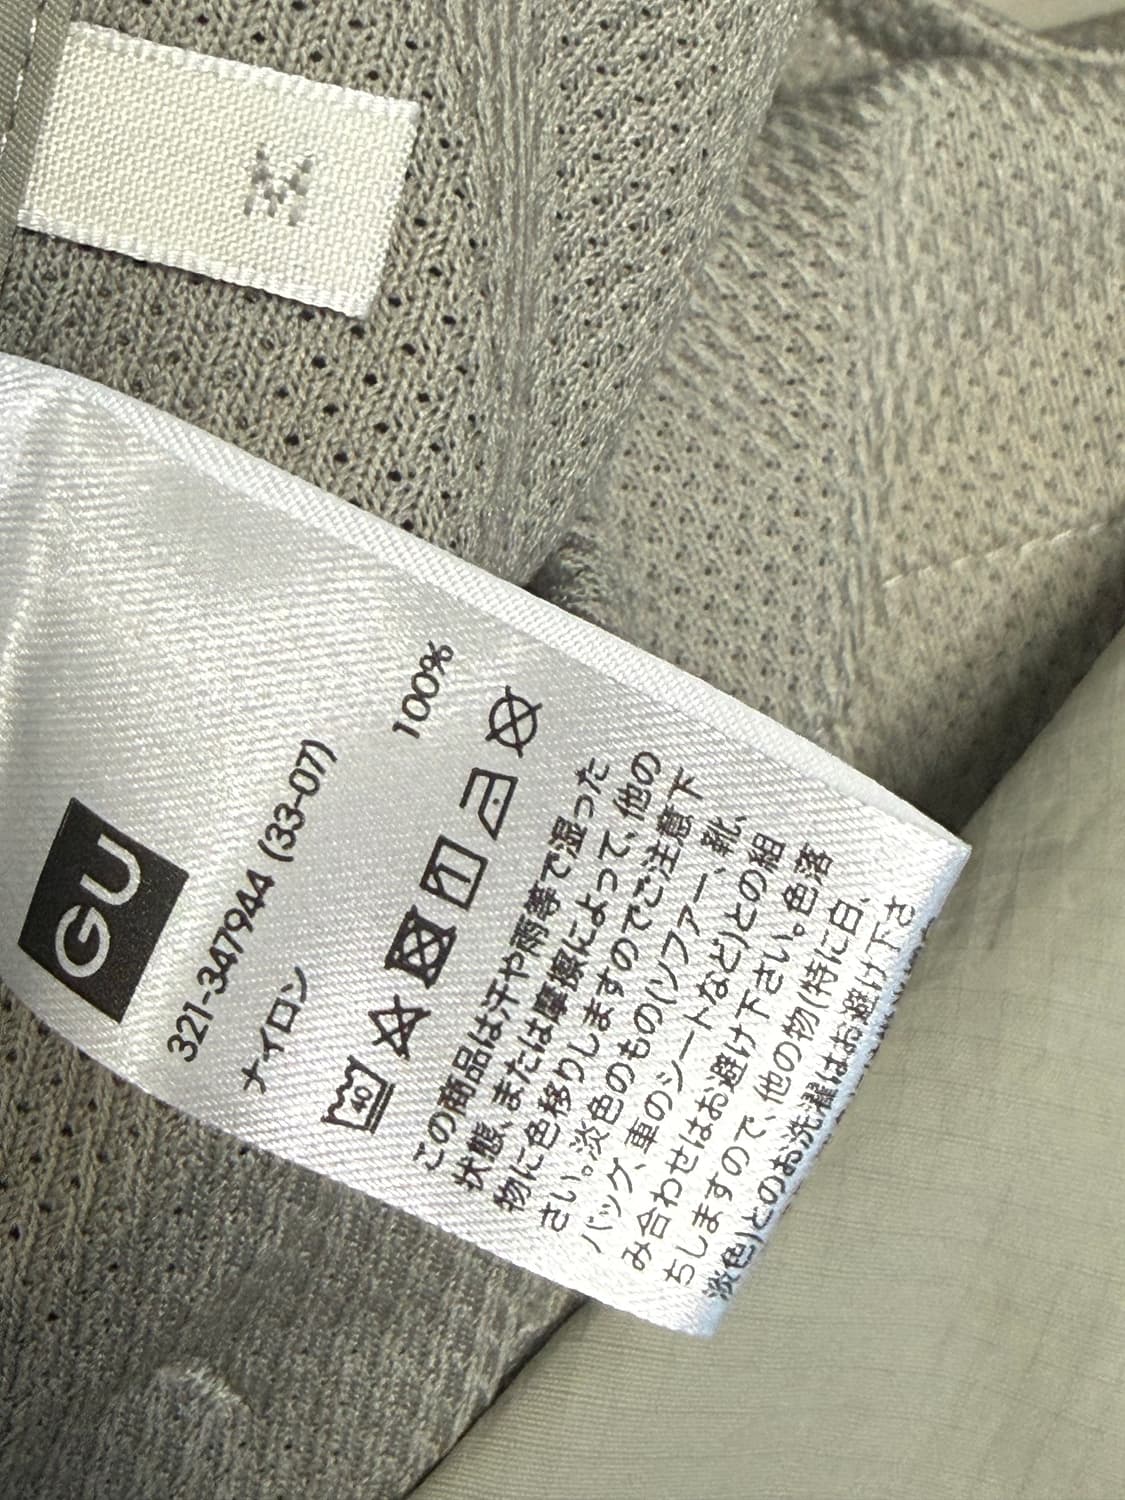 M
GU
321-347944 (33-07)
ナイロン 100%
40
この商品は汗や雨等で湿った
状態、または摩擦によって、他の
物に色移りしますのでご注意下
さい。淡色のもの(ソファー、靴、
バッグ、車のシートなど)との組
み合わせはお避け下さい。色落
ちしますので、他の物(特に白、
淡色)とのお洗濯はお避け下さ